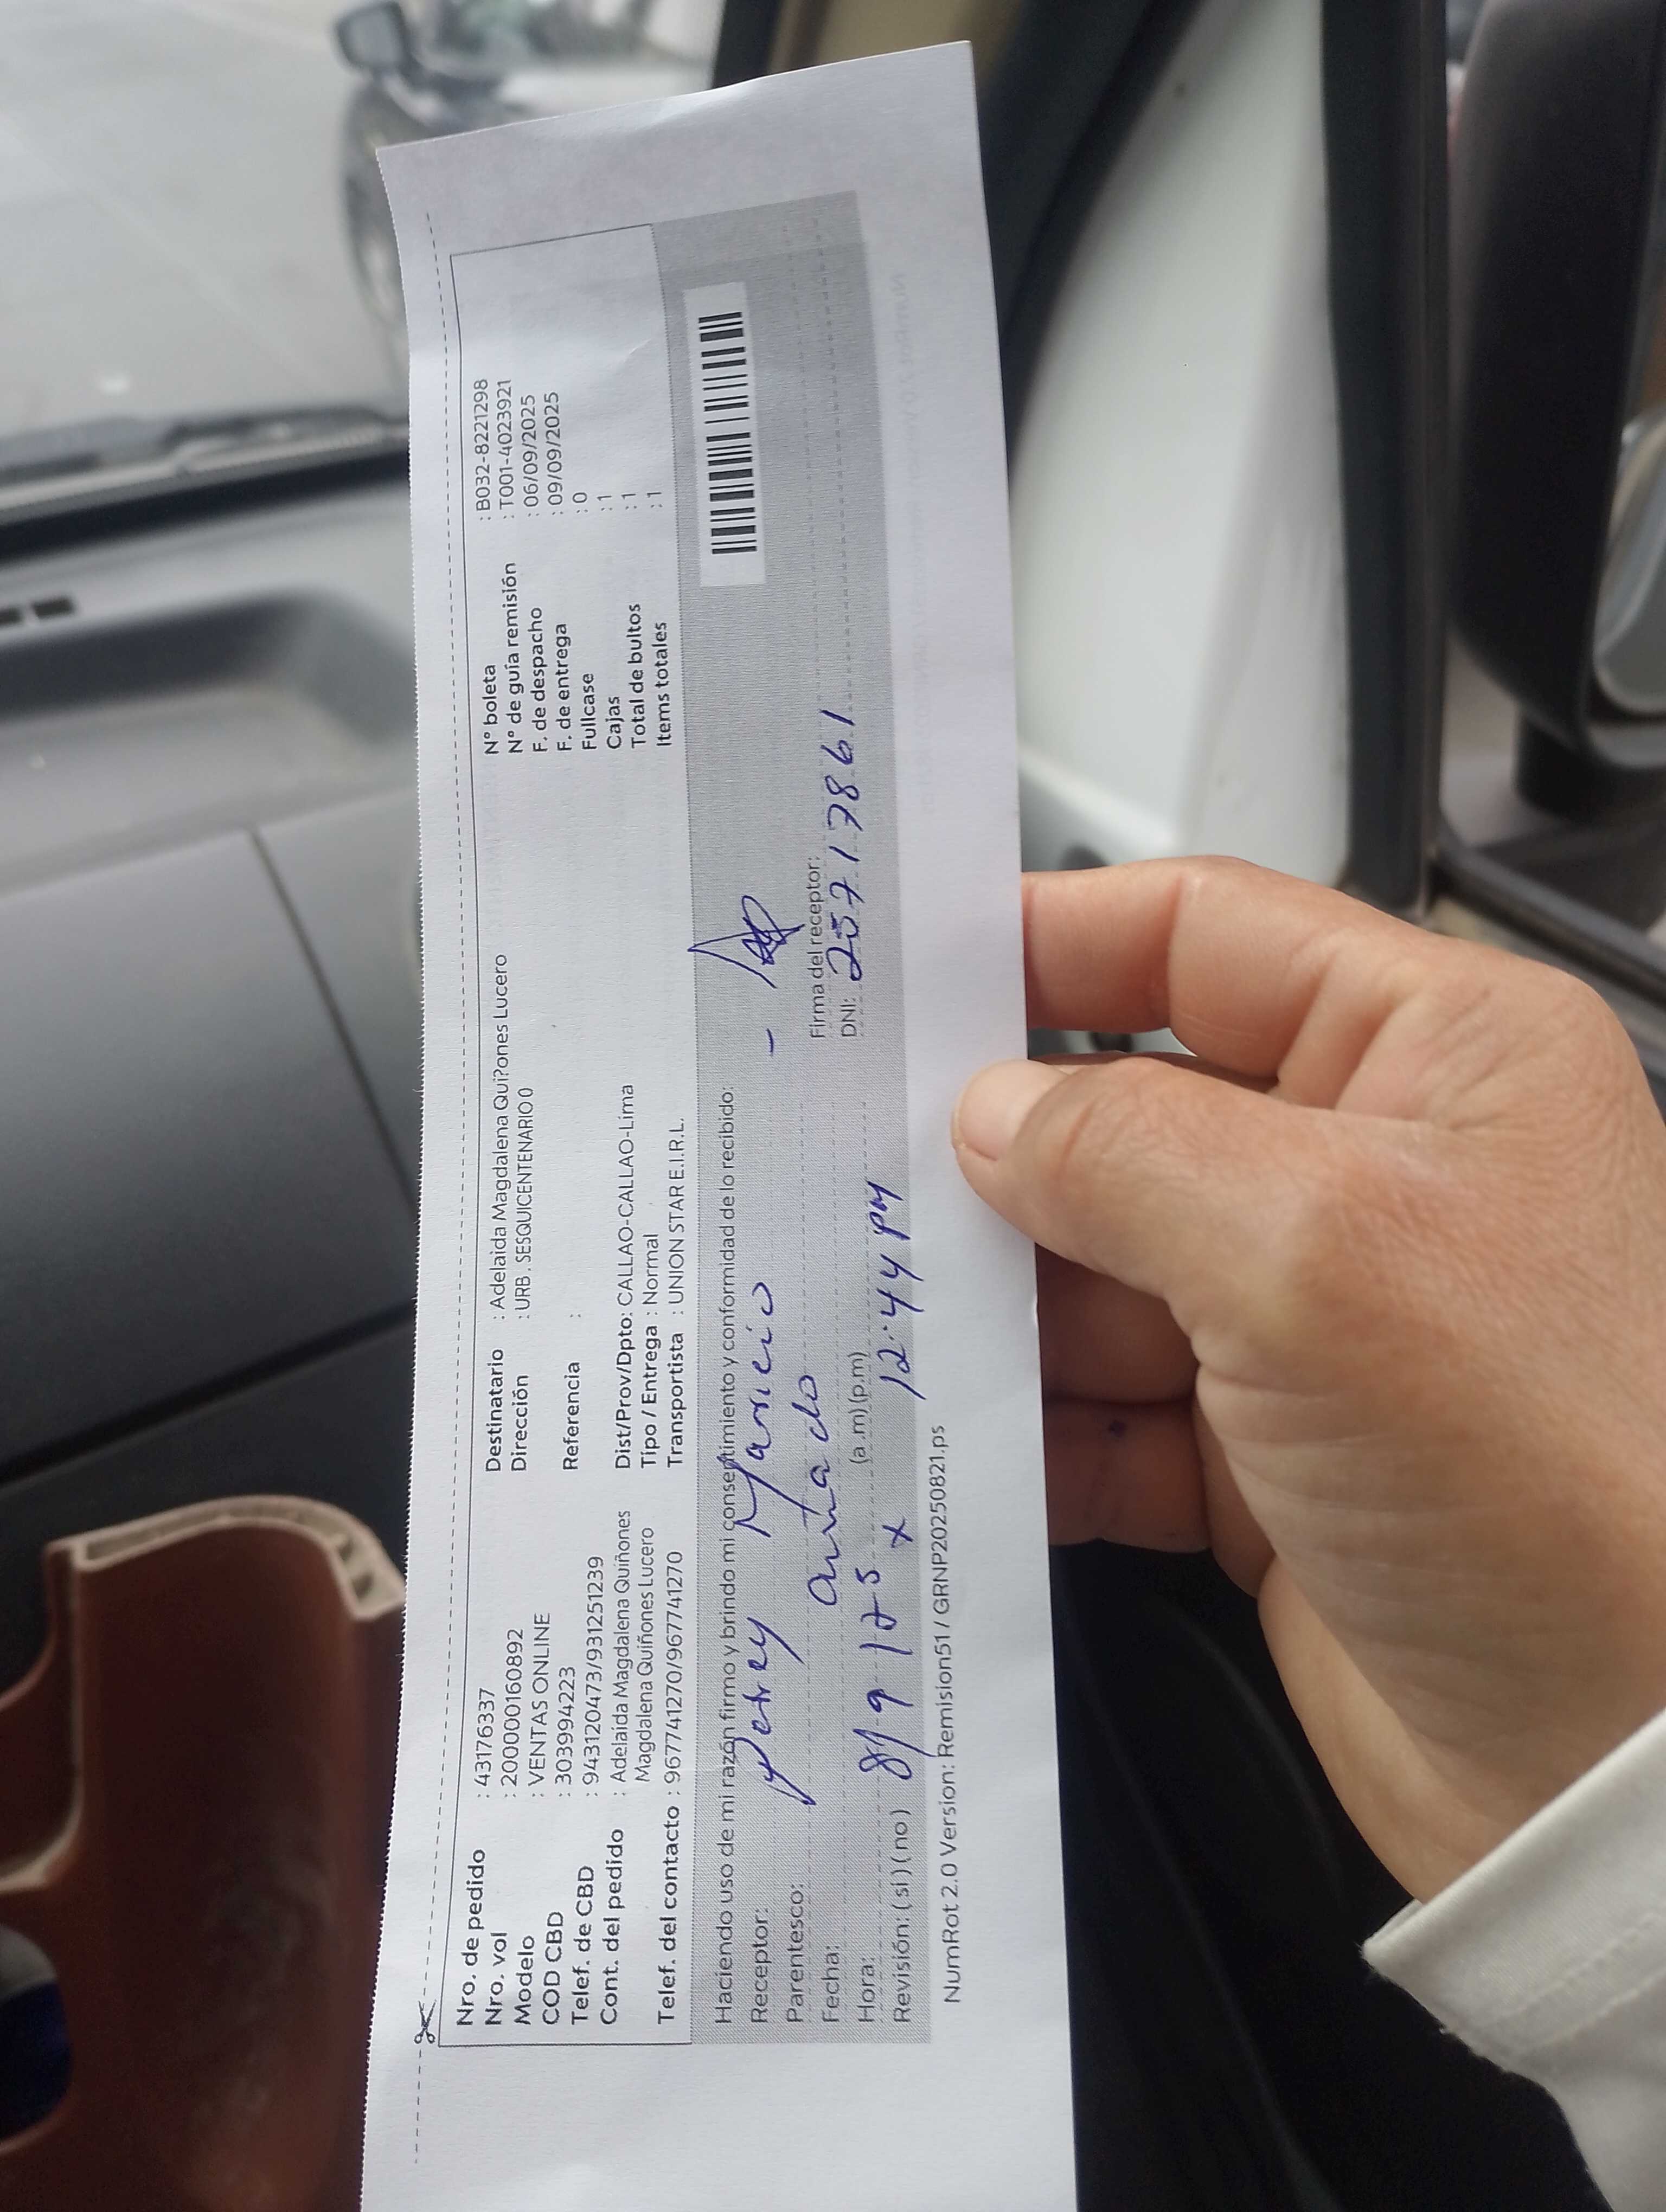 Nro. de pedido : 43176337
Nro. vol : 2000000160892
Modelo : VENTAS ONLINE
COD CBD : 303994223
Telef. de CBD : 943120473/931251239
Cont. del pedido : Adelaida Magdalena Quiñones
Magdalena Quiñones Lucero
Telef. del contacto : 967741270/967741270
Destinatario : Adelaida Magdalena Qui?ones Lucero
Dirección : URB. SESQUICENTENARIO 0
Referencia :
Dist/Prov/Dpto: CALLAO-CALLAO-Lima
Tipo / Entrega : Normal
Transportista : UNION STAR E.I.R.L.
N° boleta : B032-8221298
N° de guía remisión : T001-4023921
F. de despacho : 06/09/2025
F. de entrega : 09/09/2025
Fullcase : 0
Cajas : 1
Total de bultos : 1
Items totales : 1
Haciendo uso de mi razón firmo y brindo mi consentimiento y conformidad de lo recibido:
Receptor:
Parentesco:
Fecha: 8/9/25
Hora: (a .m) (p.m) 12:44 PM
Revisión: ( si ) ( no ) x
Firma del receptor:
DNI: 25717861
NumRot 2.0 Version: Remision51 / GRNP20250821.ps